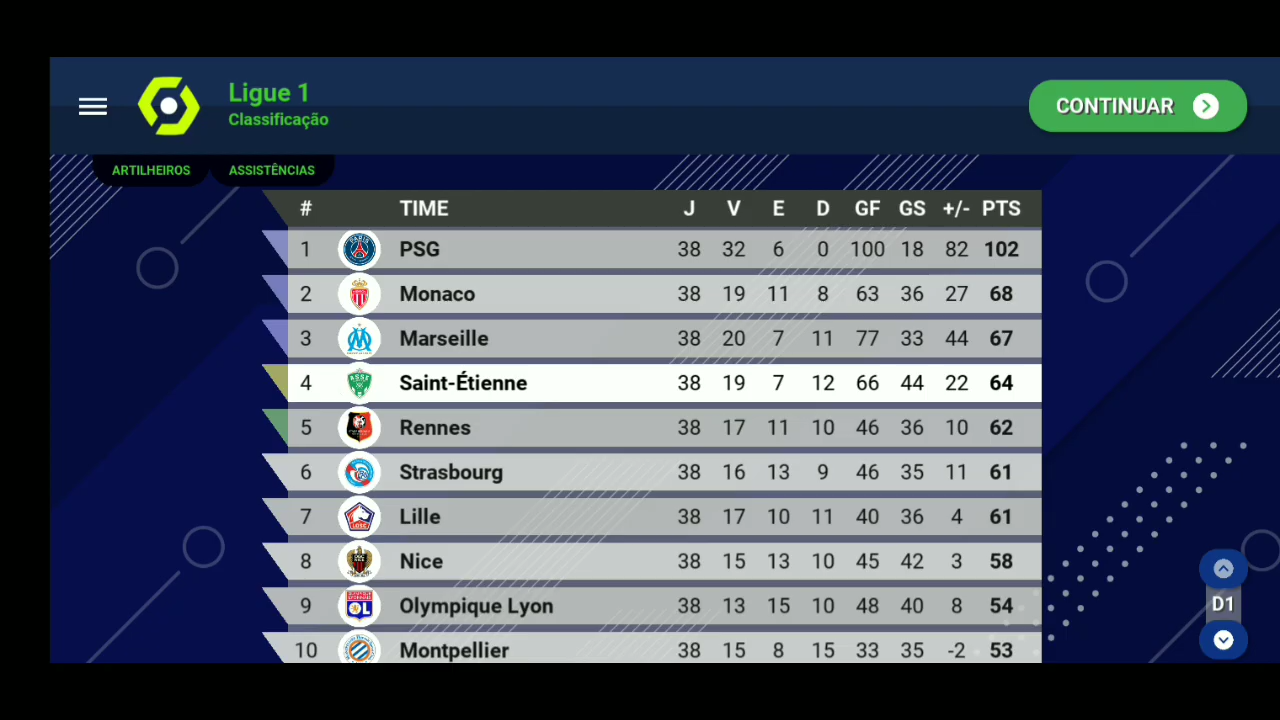 Ligue 1
Classificação
CONTINUAR
ARTILHEIROS ASSISTÊNCIAS
# TIME J V E D GF GS +/- PTS
1 PSG 38 32 6 0 100 18 82 102
2 Monaco 38 19 11 8 63 36 27 68
3 Marseille 38 20 7 11 77 33 44 67
4 Saint-Étienne 38 19 7 12 66 44 22 64
5 Rennes 38 17 11 10 46 36 10 62
6 Strasbourg 38 16 13 9 46 35 11 61
7 Lille 38 17 10 11 40 36 4 61
8 Nice 38 15 13 10 45 42 3 58
9 Olympique Lyon 38 13 15 10 48 40 8 54
D1
10 Montpellier 38 15 8 15 33 35 -2 53